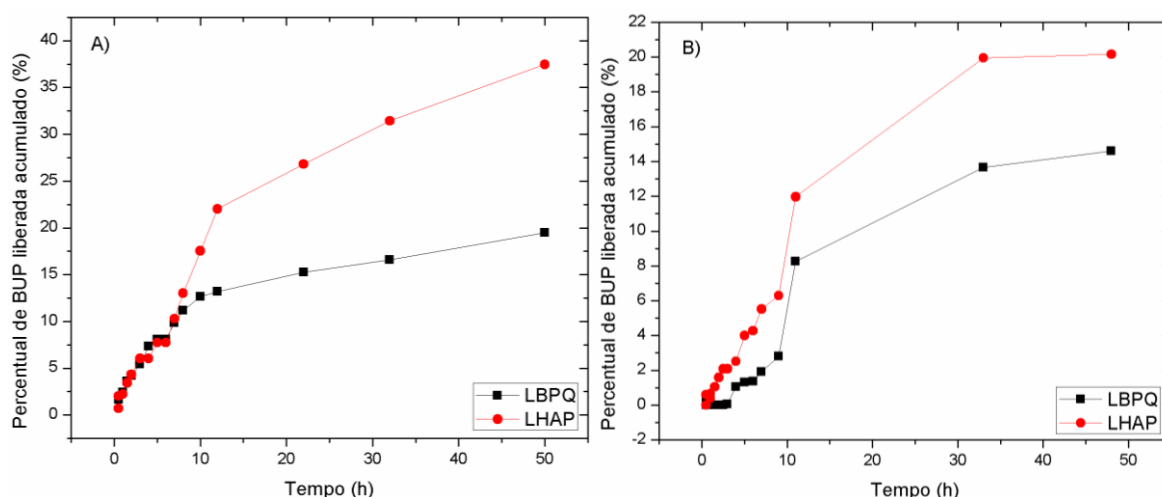 A)
Percentual de BUP liberada acumulado (%)
40
35
30
25
20
15
10
5
0
0 10 20 30 40 50
Tempo (h)
LBPQ
LHAP
B)
Percentual de BUP liberada acumulado (%)
22
20
18
16
14
12
10
8
6
4
2
0
-2
0 10 20 30 40 50
Tempo (h)
LBPQ
LHAP